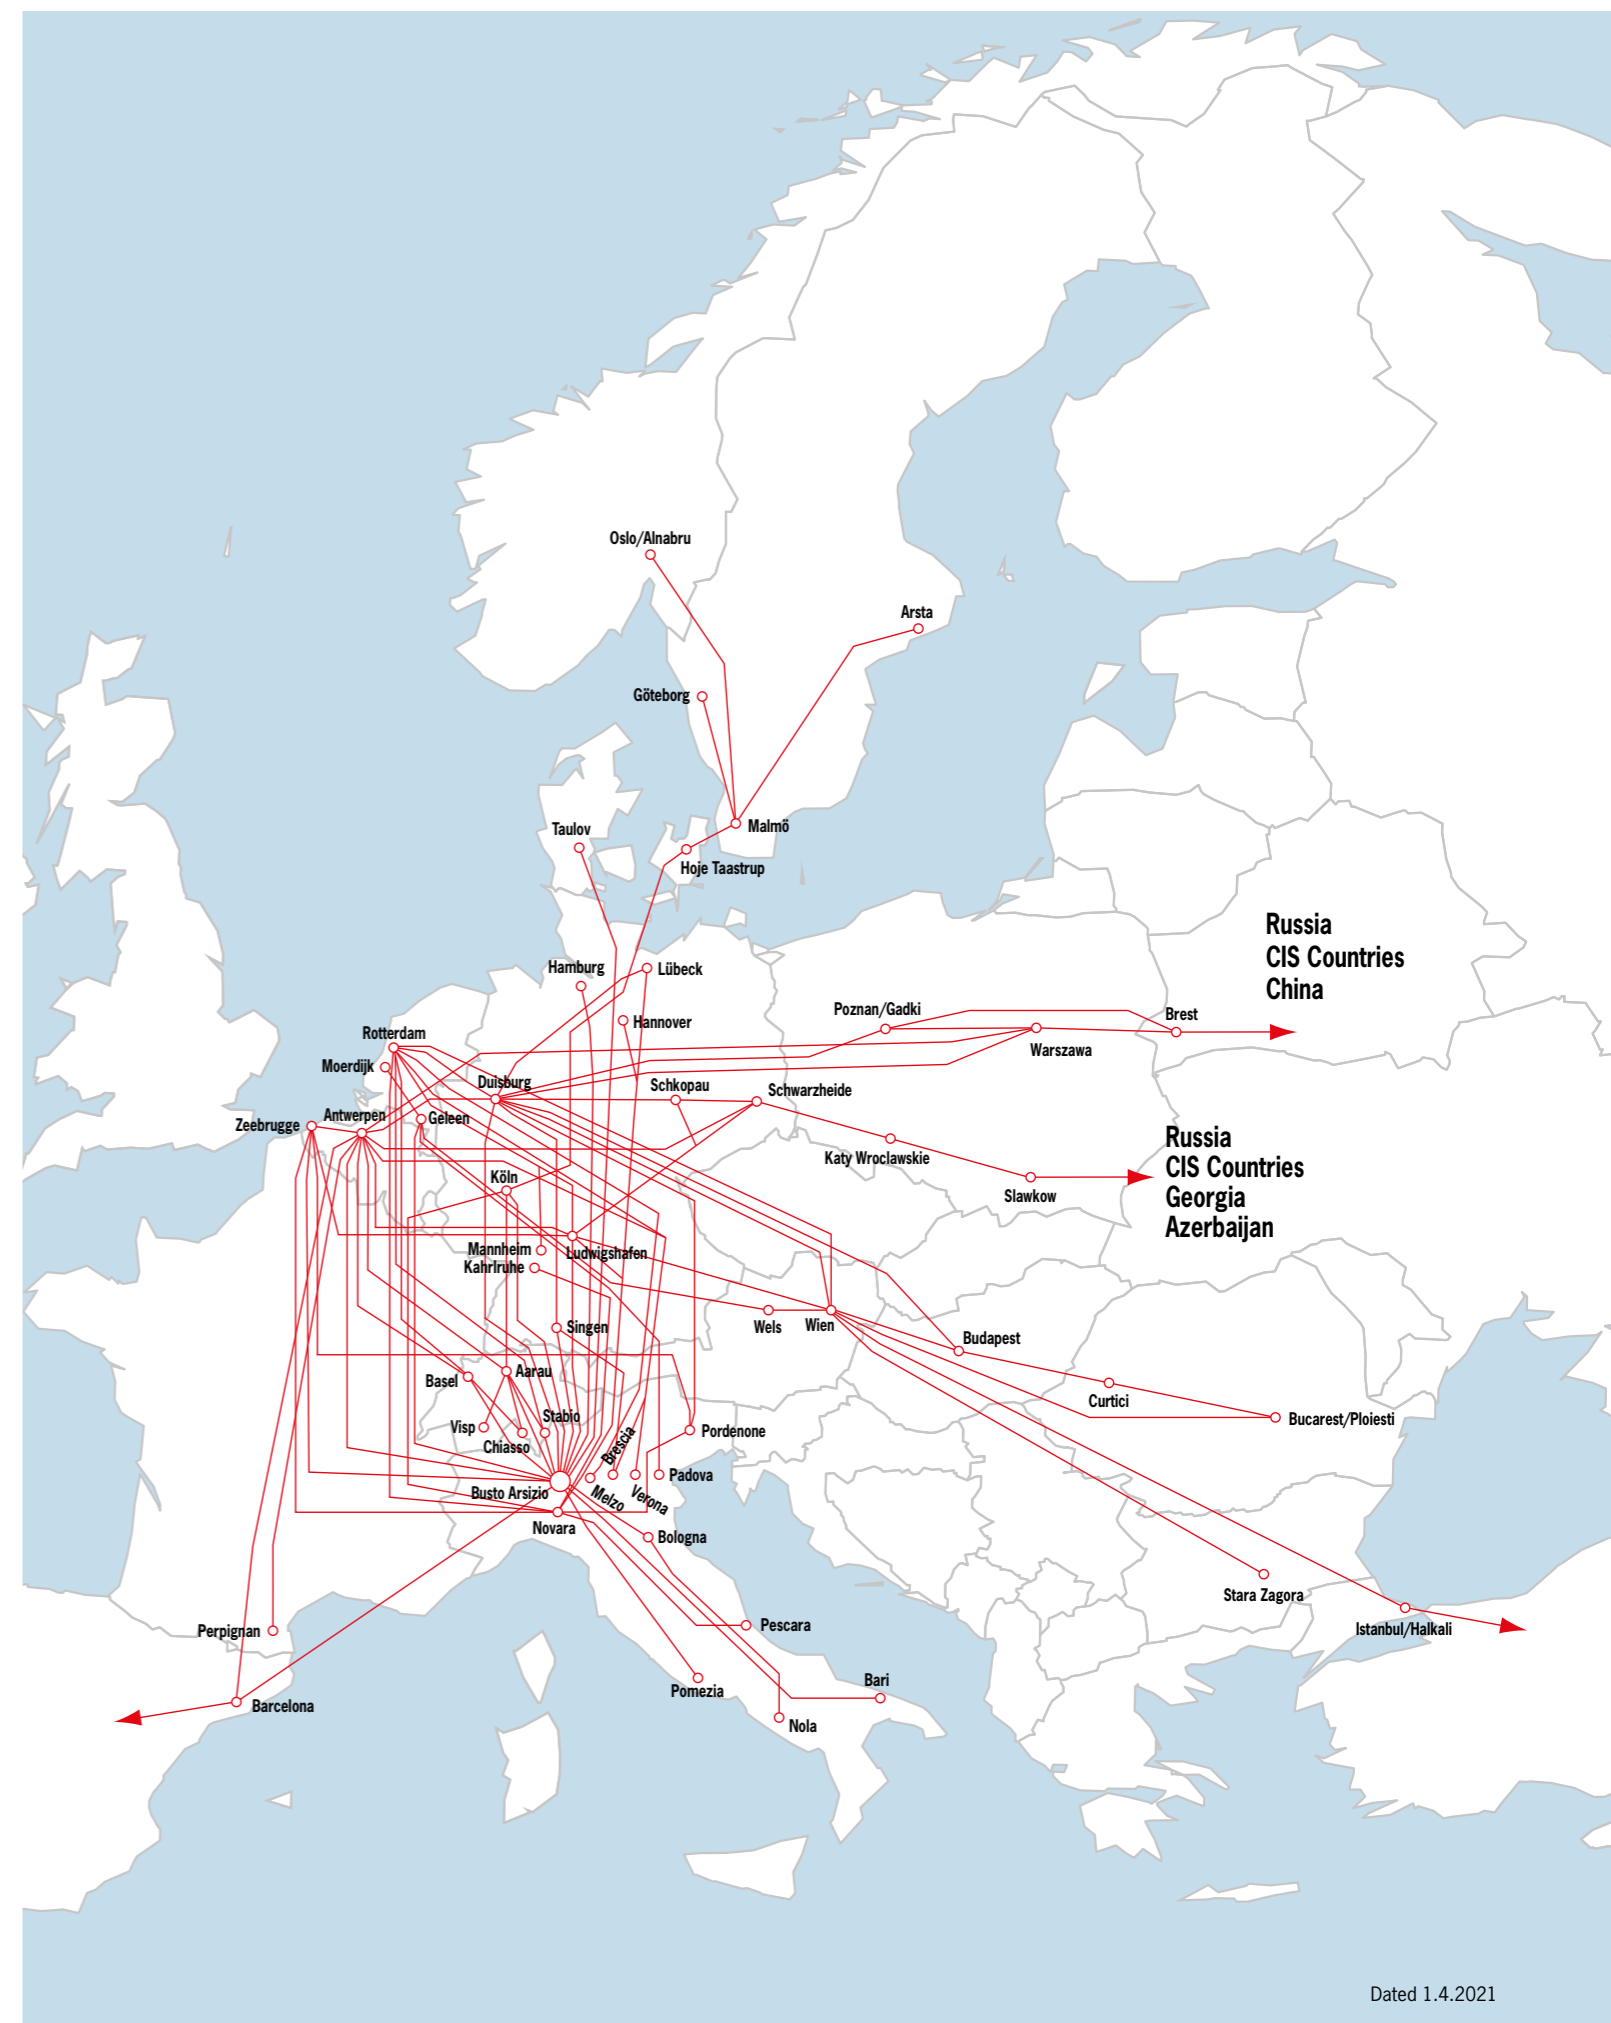 Oslo/Alnabru
Arsta
Göteborg
Malmö
Taulov
Hoje Taastrup
Russia
CIS Countries
China
Hamburg
Lübeck
Poznan/Gadki
Brest
Hannover
Rotterdam
Warszawa
Moerdijk
Duisburg
Schkopau
Schwarzheide
Zeebrugge
Antwerpen
Geleen
Russia
CIS Countries
Georgia
Azerbaijan
Katy Wroclawskie
Köln
Slawkow
Mannheim
Ludwigshafen
Kahrlruhe
Singen
Wels
Wien
Budapest
Aarau
Basel
Curtici
Stabio
Visp
Bucarest/Ploiesti
Chiasso
Brescia
Pordenone
Padova
Busto Arsizio
Melzo
Verona
Novara
Bologna
Stara Zagora
Perpignan
Pescara
Istanbul/Halkali
Bari
Pomezia
Barcelona
Nola
Dated 1.4.2021